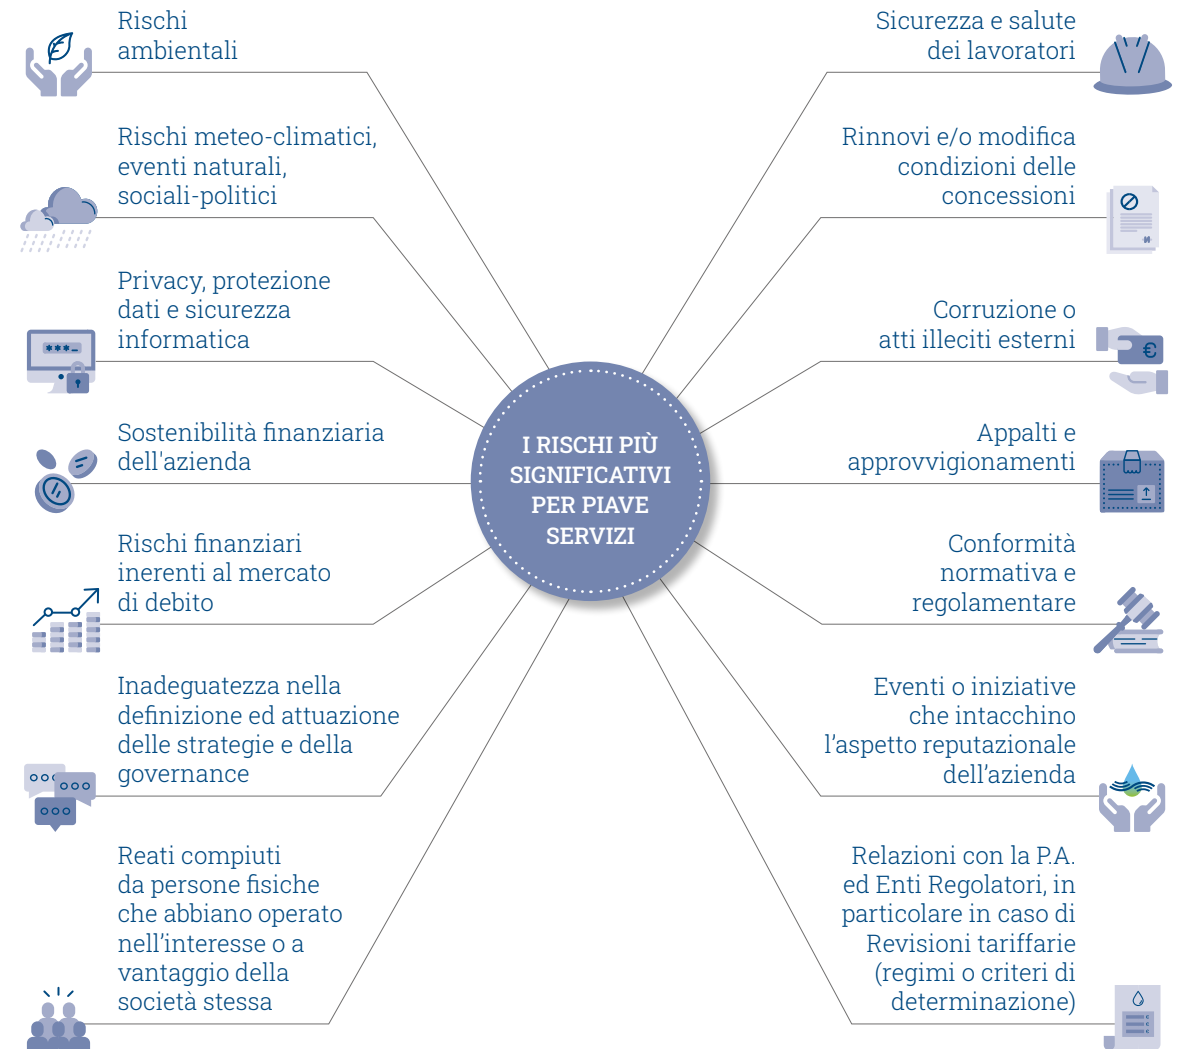 Rischi
ambientali
Rischi meteo-climatici,
eventi naturali,
sociali-politici
Privacy, protezione
dati e sicurezza
informatica
***_
Sostenibilità finanziaria
dell'azienda
Rischi finanziari
inerenti al mercato
di debito
Inadeguatezza nella
definizione ed attuazione
delle strategie e della
governance
Reati compiuti
da persone fisiche
che abbiano operato
nell’interesse o a
vantaggio della
società stessa
I RISCHI PIÙ
SIGNIFICATIVI
PER PIAVE
SERVIZI
Sicurezza e salute
dei lavoratori
Rinnovi e/o modifica
condizioni delle
concessioni
Corruzione o
atti illeciti esterni
€
Appalti e
approvvigionamenti
Conformità
normativa e
regolamentare
Eventi o iniziative
che intacchino
l’aspetto reputazionale
dell’azienda
Relazioni con la P.A.
ed Enti Regolatori, in
particolare in caso di
Revisioni tariffarie
(regimi o criteri di
determinazione)